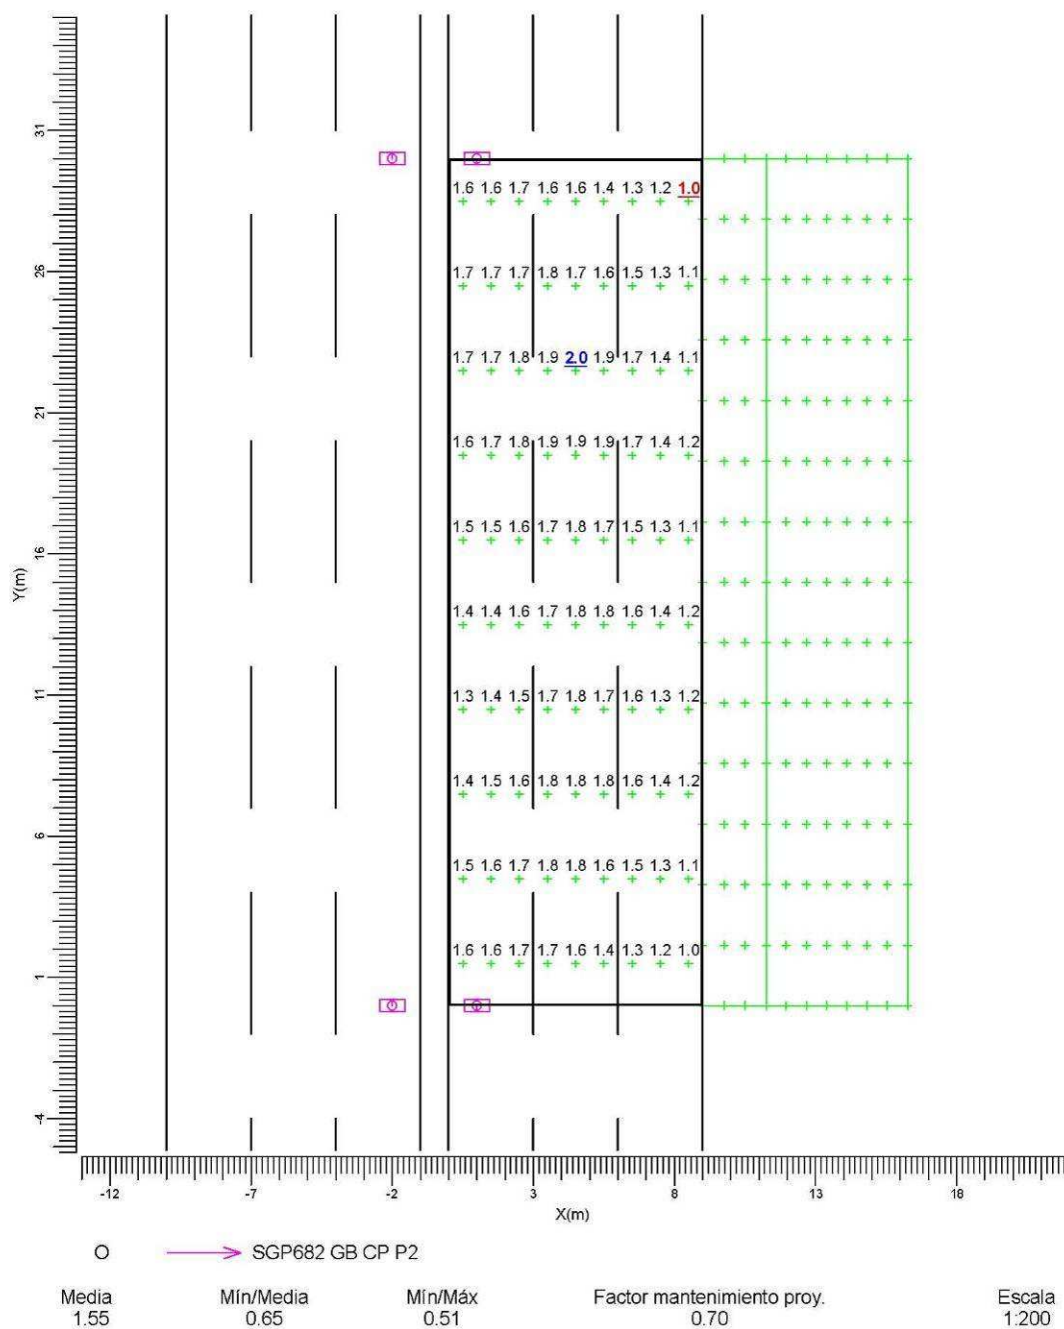 31
1.6 1.6 1.7 1.6 1.6 1.4 1.3 1.2 1.0
26
1.7 1.7 1.7 1.8 1.7 1.6 1.5 1.3 1.1
1.7 1.7 1.8 1.9 2.0 1.9 1.7 1.4 1.1
21
1.6 1.7 1.8 1.9 1.9 1.9 1.7 1.4 1.2
16
1.5 1.5 1.6 1.7 1.8 1.7 1.5 1.3 1.1
Y(m)
1.4 1.4 1.6 1.7 1.8 1.8 1.6 1.4 1.2
11
1.3 1.4 1.5 1.7 1.8 1.7 1.6 1.3 1.2
1.4 1.5 1.6 1.8 1.8 1.8 1.6 1.4 1.2
6
1.5 1.6 1.7 1.8 1.8 1.6 1.5 1.3 1.1
1.6 1.6 1.7 1.7 1.6 1.4 1.3 1.2 1.0
1
-4
-12 -7 -2 3 8 13 18
X(m)
SGP682 GB CP P2
Media Mín/Media Mín/Máx Factor mantenimiento proy. Escala
1.55 0.65 0.51 0.70 1:200